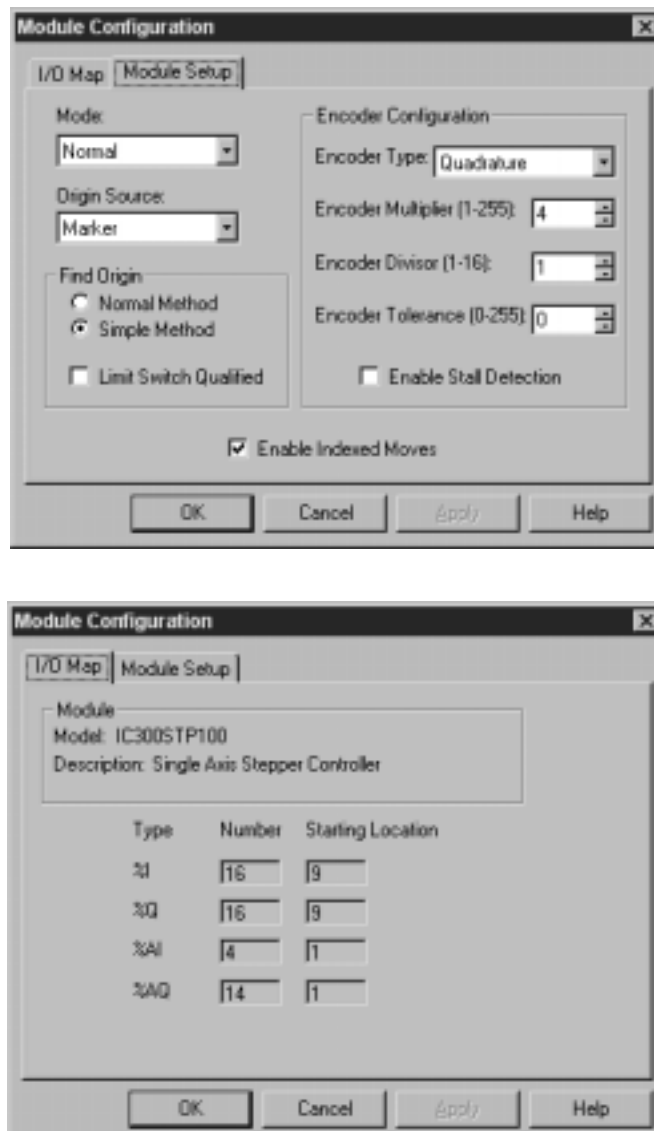 Module Configuration
I/O Map Module Setup
Mode:
Normal
Origin Source:
Marker
Find Origin
Normal Method
Simple Method
Limit Switch Qualified
Encoder Configuration
Encoder Type: Quadrature
Encoder Multiplier (1-255): 4
Encoder Divisor (1-16): 1
Encoder Tolerance (0-255): 0
Enable Stall Detection
Enable Indexed Moves
OK Cancel Apply Help
Module Configuration
I/O Map Module Setup
Module
Model: IC300STP100
Description: Single Axis Stepper Controller
Type Number Starting Location
%I 16 9
%Q 16 9
%AI 4 1
%AQ 14 1
OK Cancel Apply Help